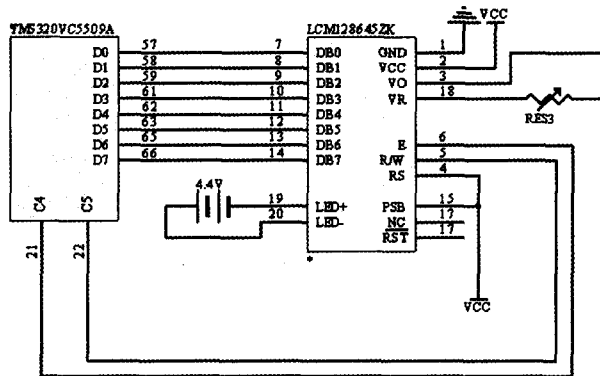 TMS320VC5509A
LCM128645ZK
VCC
D0 57 7 DB0 GND 1
D1 58 8 DB1 VCC 2
D2 59 9 DB2 VO 3
D3 61 10 DB3 VR 18
RES3
D4 62 11 DB4
D5 63 12 DB5
D6 65 13 DB6 E 6
D7 66 14 DB7 R/W 5
RS 4
4.4V
C4 C5
19 LED+ PSB 15
20 LED- NC 17
RST 17
21 22
*
VCC